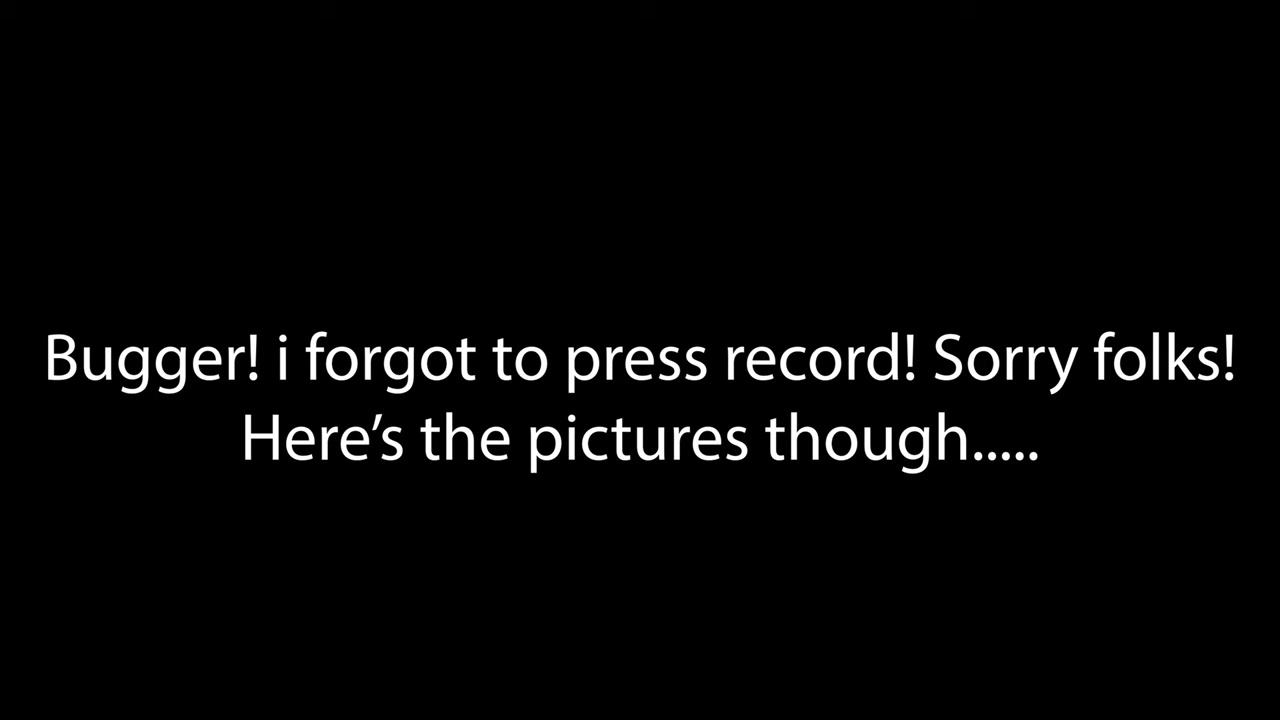 Bugger! i forgot to press record! Sorry folks!
Here’s the pictures though.....